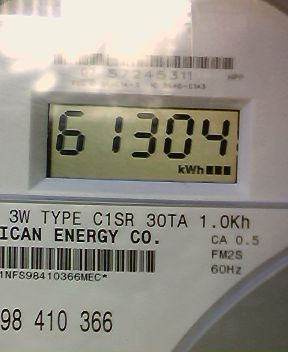 57245311
61304
kWh
3W TYPE C1SR 30TA 1.0Kh
ICAN ENERGY CO.
CA 0.5
FM2S
60Hz
1NFS98410366MEC*
98 410 366